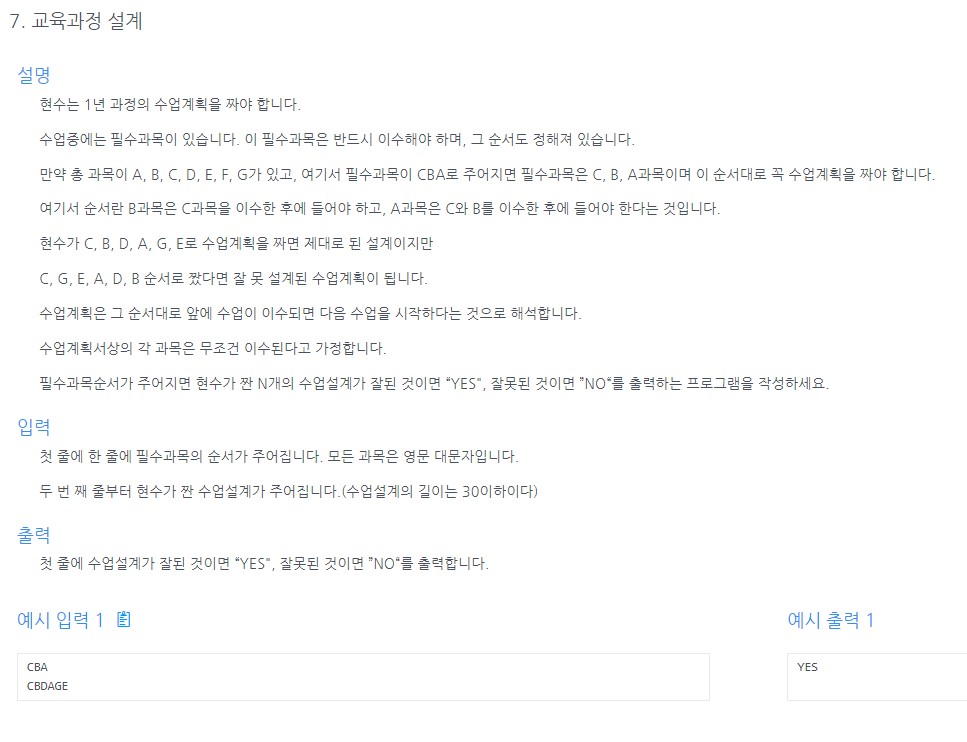 7. 교육과정 설계
설명
현수는 1년 과정의 수업계획을 짜야 합니다.
수업중에는 필수과목이 있습니다. 이 필수과목은 반드시 이수해야 하며, 그 순서도 정해져 있습니다.
만약 총 과목이 A, B, C, D, E, F, G가 있고, 여기서 필수과목이 CBA로 주어지면 필수과목은 C, B, A과목이며 이 순서대로 꼭 수업계획을 짜야 합니다.
여기서 순서란 B과목은 C과목을 이수한 후에 들어야 하고, A과목은 C와 B를 이수한 후에 들어야 한다는 것입니다.
현수가 C, B, D, A, G, E로 수업계획을 짜면 제대로 된 설계이지만
C, G, E, A, D, B 순서로 짰다면 잘 못 설계된 수업계획이 됩니다.
수업계획은 그 순서대로 앞에 수업이 이수되면 다음 수업을 시작하다는 것으로 해석합니다.
수업계획서상의 각 과목은 무조건 이수된다고 가정합니다.
필수과목순서가 주어지면 현수가 짠 N개의 수업설계가 잘된 것이면 “YES", 잘못된 것이면 ”NO“를 출력하는 프로그램을 작성하세요.
입력
첫 줄에 한 줄에 필수과목의 순서가 주어집니다. 모든 과목은 영문 대문자입니다.
두 번 째 줄부터 현수가 짠 수업설계가 주어집니다.(수업설계의 길이는 30이하이다)
출력
첫 줄에 수업설계가 잘된 것이면 “YES", 잘못된 것이면 ”NO“를 출력합니다.
예시 입력 1
CBA
CBDAGE
예시 출력 1
YES